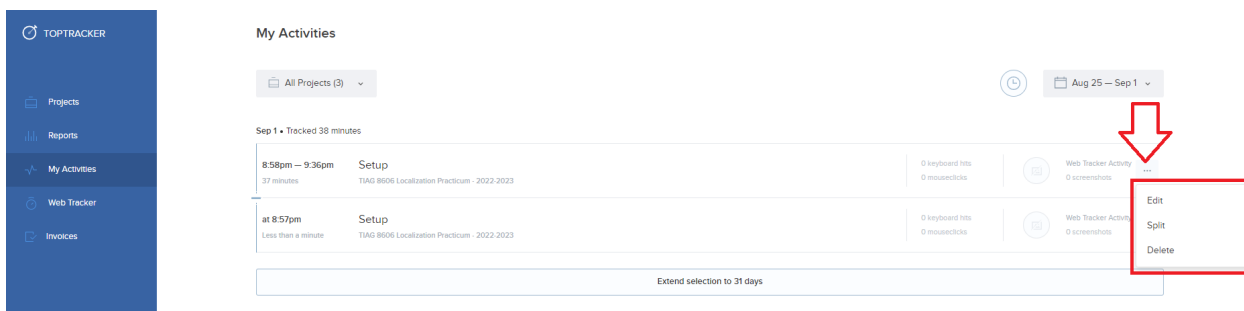 TOPTRACKER
Projects
Reports
My Activities
Web Tracker
Invoices
My Activities
All Projects (3)
Aug 25 — Sep 1
Sep 1 • Tracked 38 minutes
8:58pm — 9:36pm
37 minutes
Setup
TIAG 8606 Localization Practicum - 2022-2023
0 keyboard hits
0 mouseclicks
Web Tracker Activity
0 screenshots
...
Edit
Split
Delete
at 8:57pm
Less than a minute
Setup
TIAG 8606 Localization Practicum - 2022-2023
0 keyboard hits
0 mouseclicks
Web Tracker Activity
0 screenshots
Extend selection to 31 days